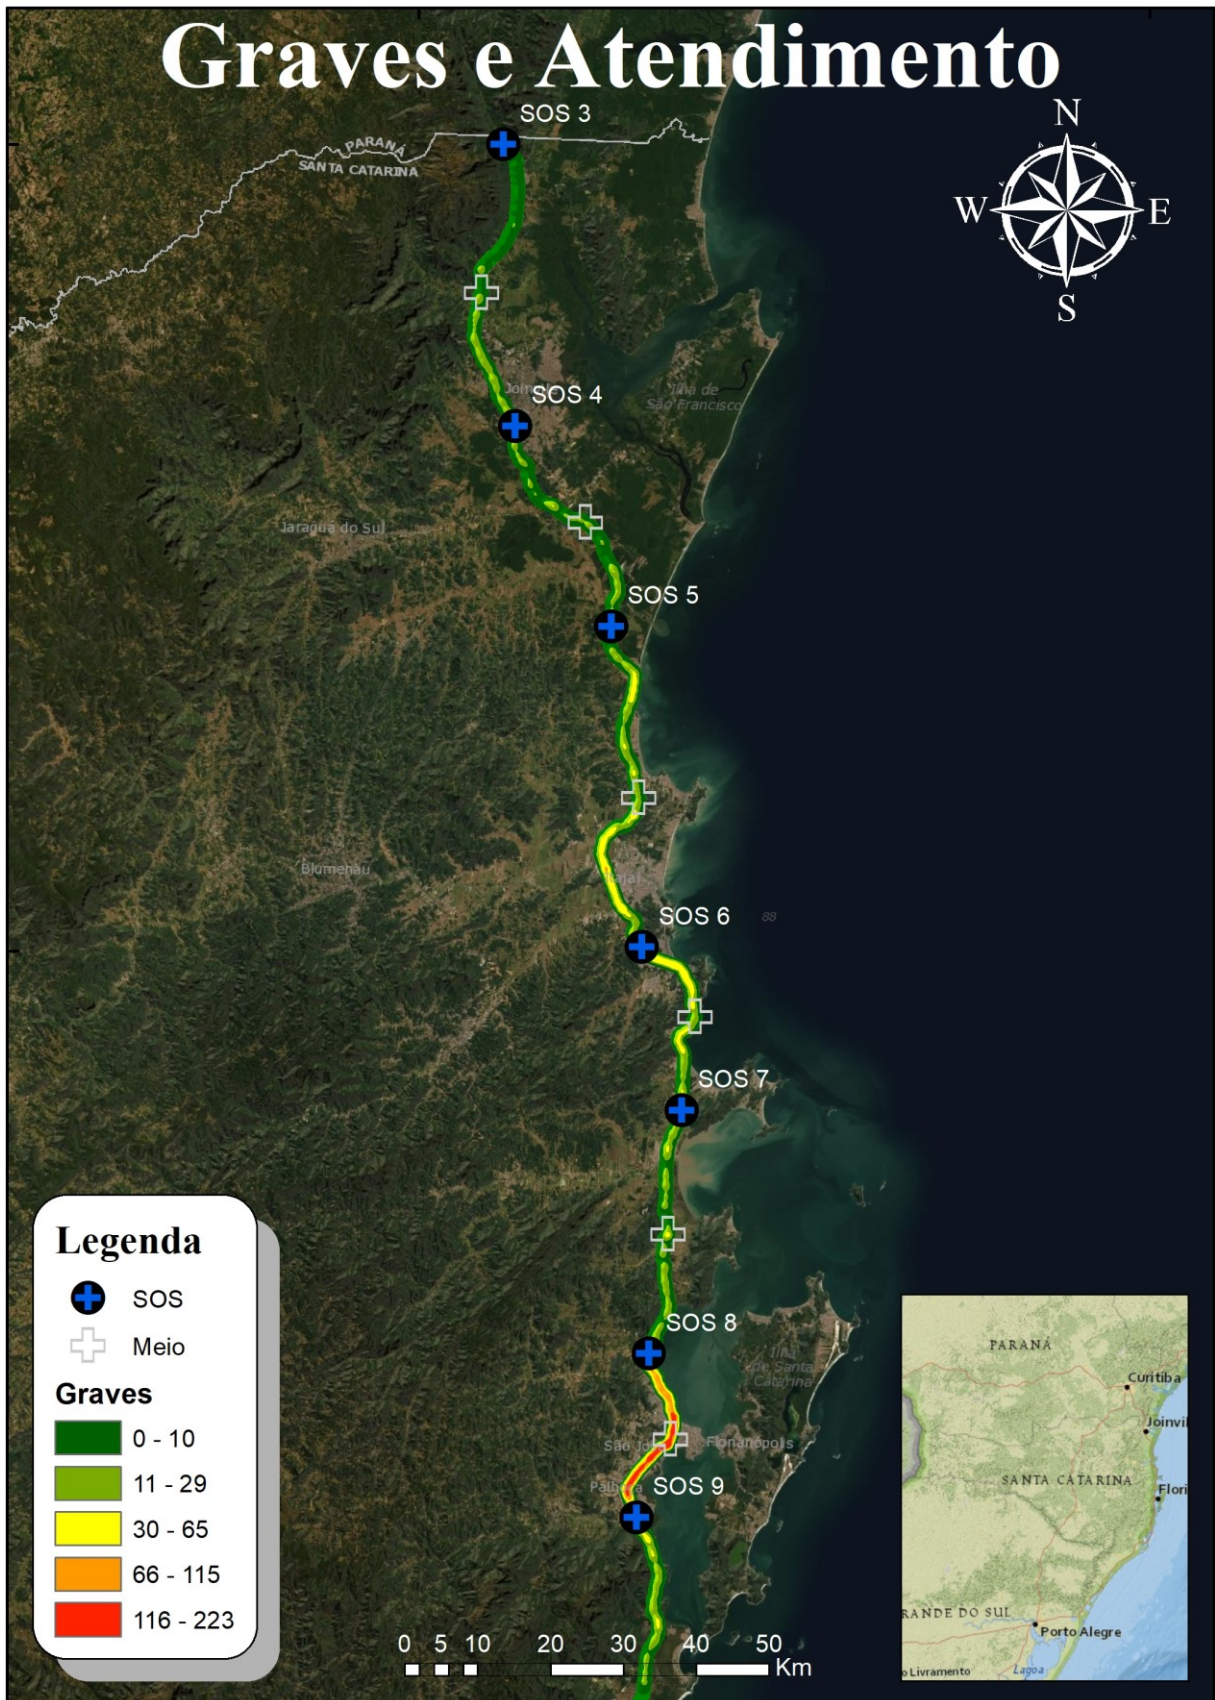 Graves e Atendimento
SOS 3
PARANÁ
SANTA CATARINA
N
W
E
S
SOS 4
Ilha de
São Francisco
Jaraguá do Sul
SOS 5
Blumenau
Itajaí
SOS 6
88
SOS 7
SOS 8
Ilha
de Santa
Catarina
São Jo
Florianópolis
SOS 9
Legenda
SOS
Meio
Graves
0 - 10
11 - 29
30 - 65
66 - 115
116 - 223
0 5 10 20 30 40 50
Km
PARANÁ
Curitiba
Joinvil
SANTA CATARINA
Flori
RANDE DO SUL
Porto Alegre
o Livramento
Lagoa